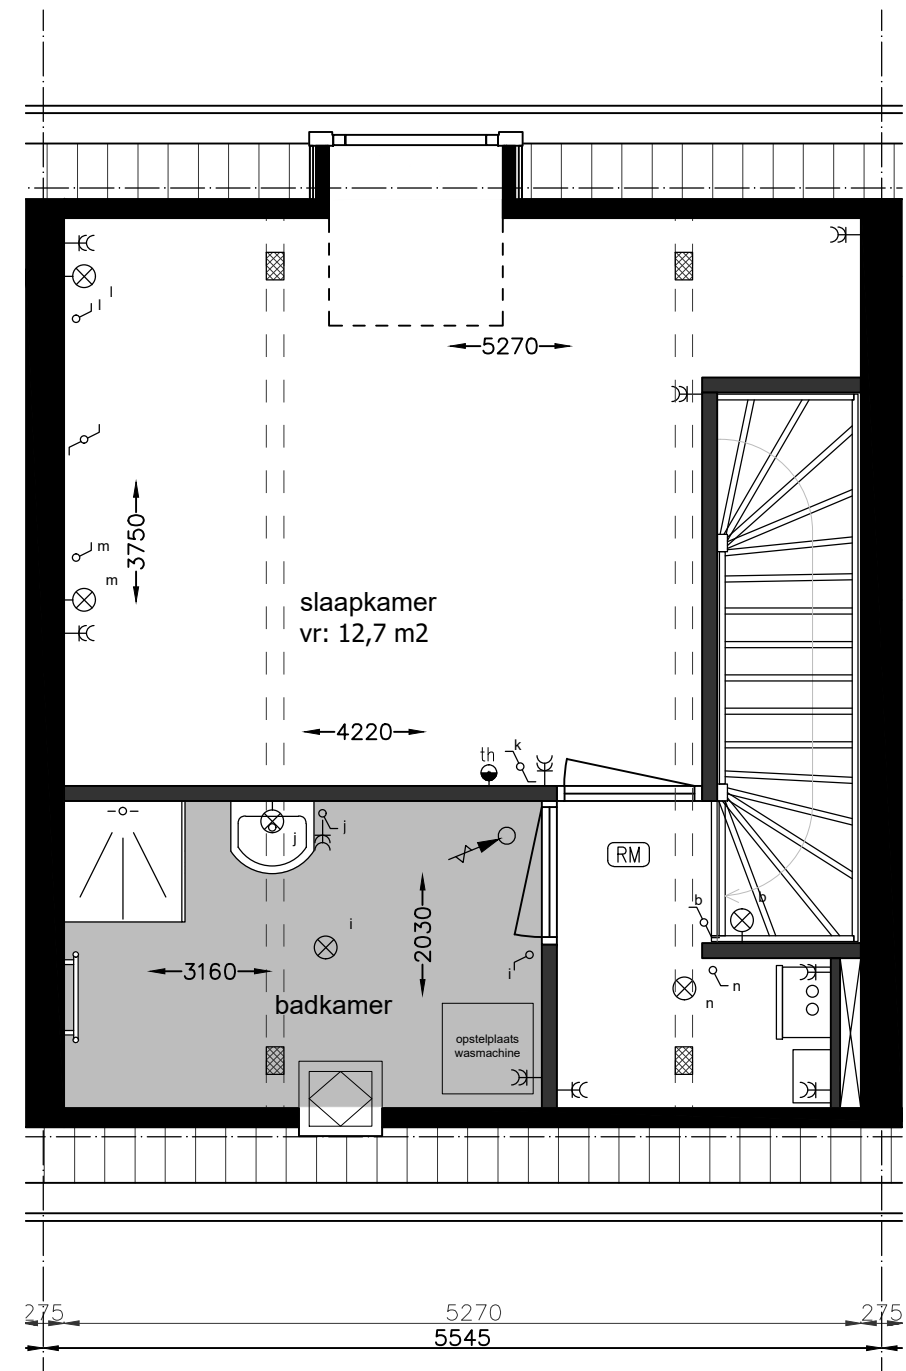 5270
l
l
3750
m
m
slaapkamer
vr: 12,7 m2
4220
th
k
j
j
RM
b
b
i
2030
3160
i
n
n
badkamer
opstelplaats
wasmachine
275
5270
275
5545